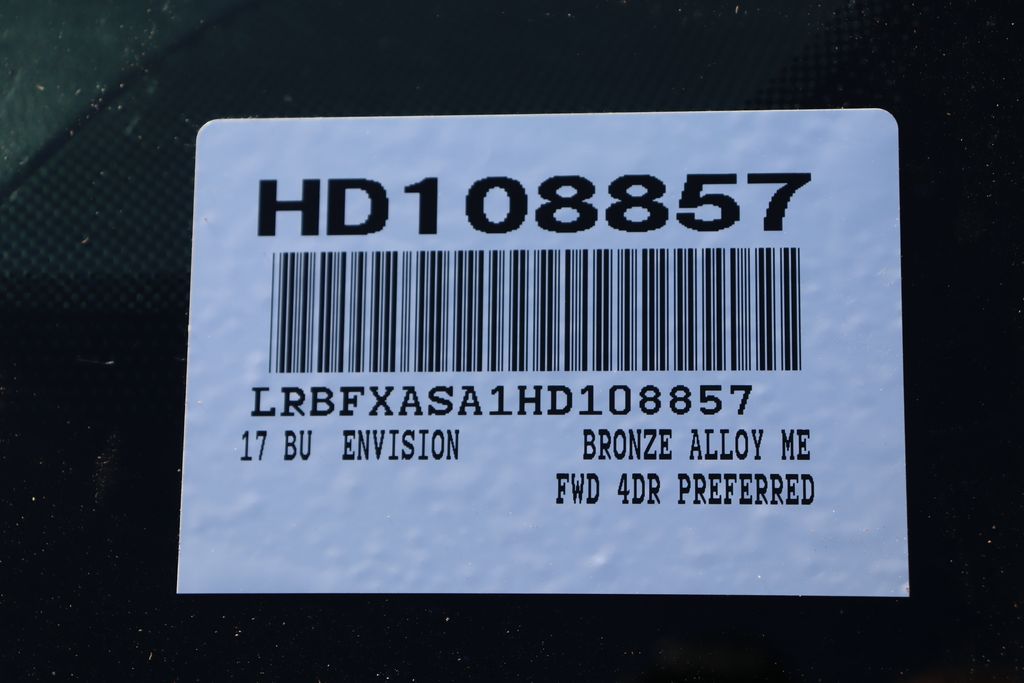 HD108857
LRBFXASA1HD108857
17 BU ENVISION BRONZE ALLOY ME
FWD 4DR PREFERRED